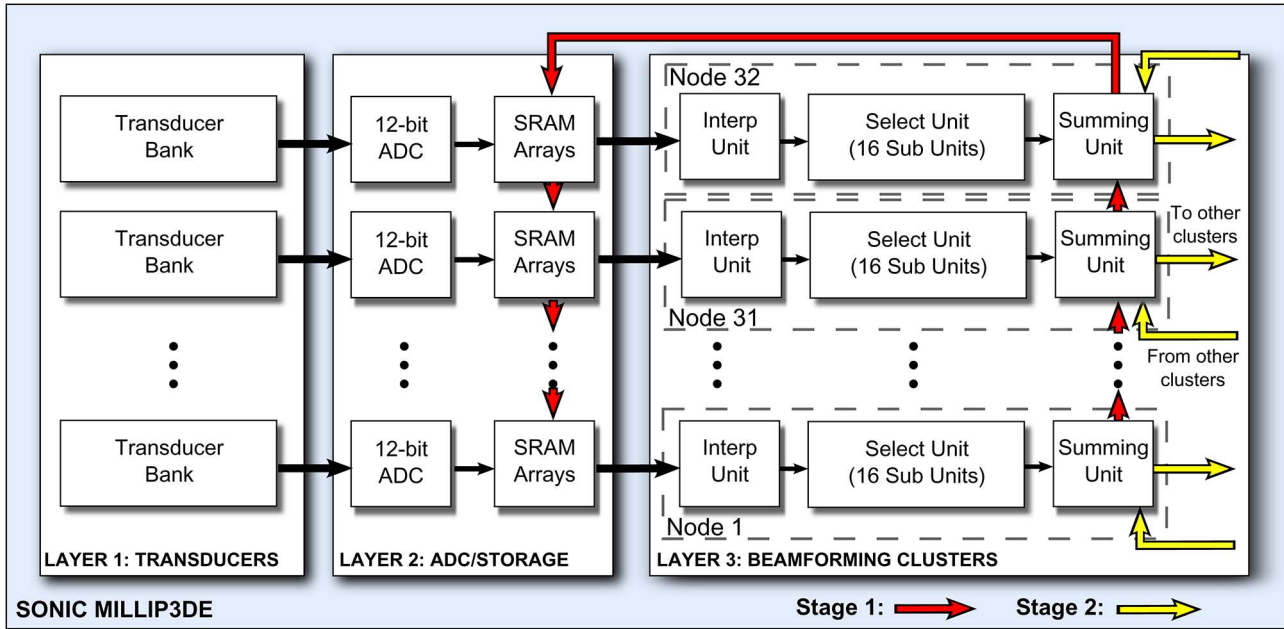 Node 32
Transducer
Bank
12-bit
ADC
SRAM
Arrays
Interp
Unit
Select Unit
(16 Sub Units)
Summing
Unit
Transducer
Bank
12-bit
ADC
SRAM
Arrays
Interp
Unit
Select Unit
(16 Sub Units)
Summing
Unit
To other
clusters
Node 31
From other
clusters
Transducer
Bank
12-bit
ADC
SRAM
Arrays
Interp
Unit
Select Unit
(16 Sub Units)
Summing
Unit
Node 1
LAYER 1: TRANSDUCERS
LAYER 2: ADC/STORAGE
LAYER 3: BEAMFORMING CLUSTERS
SONIC MILLIP3DE
Stage 1:
Stage 2: